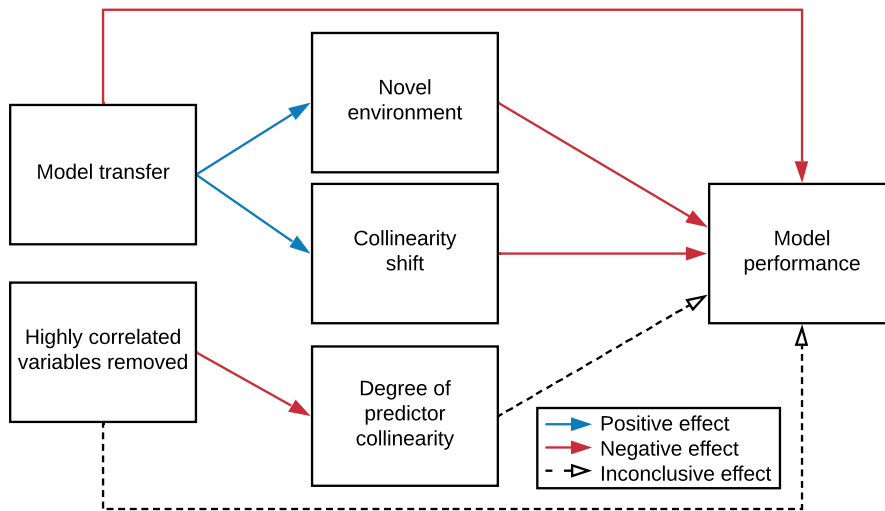 Novel
environment
Model transfer
Collinearity
shift
Model
performance
Highly correlated
variables removed
Degree of
predictor
collinearity
Positive effect
Negative effect
Inconclusive effect